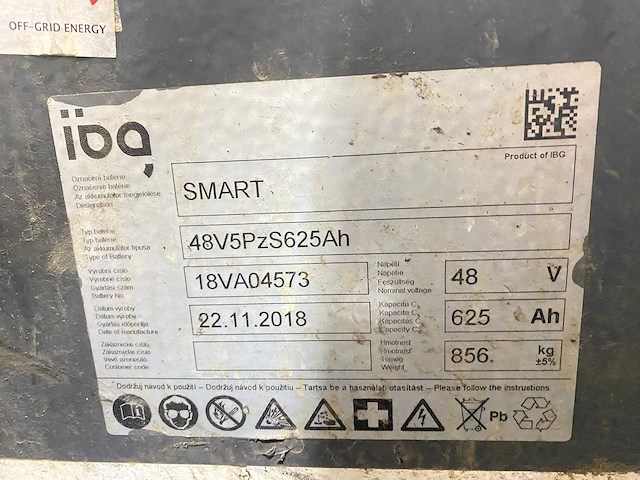 OFF-GRID ENERGY
ibg
Product of IBG
Označení baterie
Označenie batérie
Az akkumulátor megjelölése
Designation
SMART
Typ baterie
Typ batérie
Az akkumulátor típusa
Type of Battery
48V5PzS625Ah
Výrobní číslo
Výrobné číslo
Gyártási szám
Battery No.
18VA04573
Napětí
Napätie
Feszültség
Nominal voltage
48 V
Datum výroby
Dátum výroby
Gyártás időpontja
Date of manufacture
22.11.2018
Kapacita C
Kapacita C
Kapacitás C
Capacity C
625 Ah
Zákaznické číslo
Zákaznícke číslo
Vevő azonosító
Customer code
Hmotnost
Hmotnosť
Tömeg
Weight
856 kg
±5%
Dodržuj návod k použití – Dodržuj návod k použitiu – Tartsa be a használati utasítást – Please follow the instructions
Pb